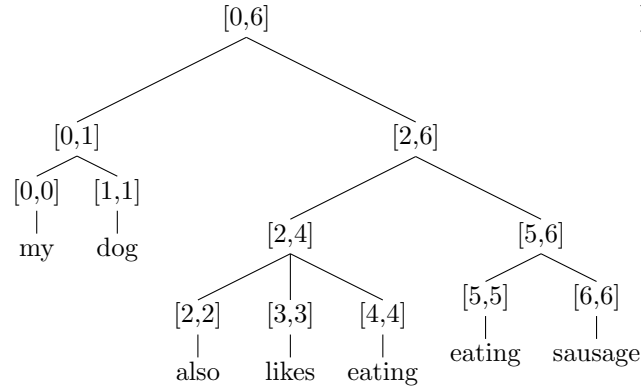 [0,6]
[0,1] [2,6]
[0,0] [1,1]
my dog
[2,4] [5,6]
[2,2] [3,3] [4,4] [5,5] [6,6]
also likes eating eating sausage